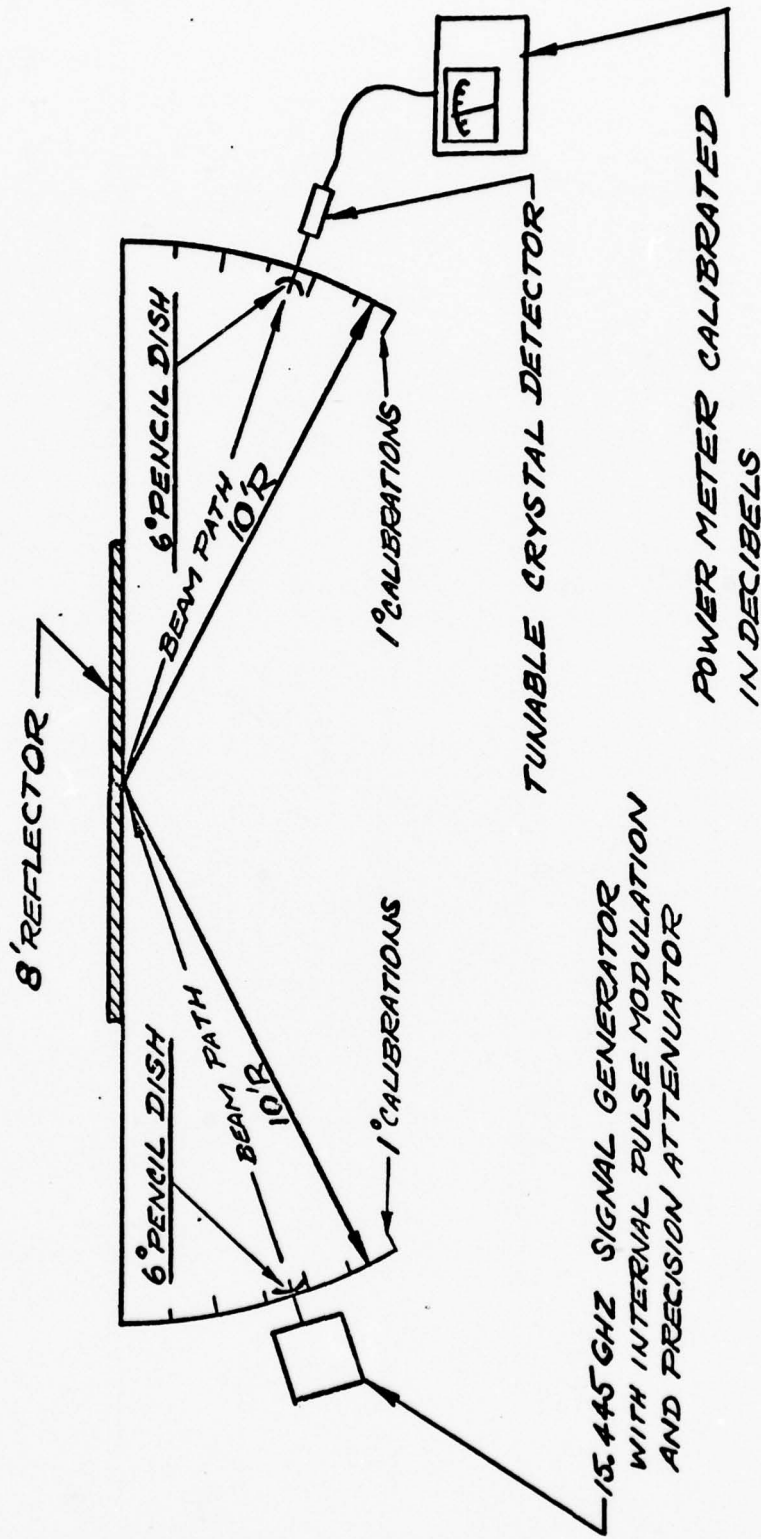 8' REFLECTOR
6° PENCIL DISH
6° PENCIL DISH
BEAM PATH
10'R
BEAM PATH
10'R
1° CALIBRATIONS
1° CALIBRATIONS
15.445 GHZ SIGNAL GENERATOR
WITH INTERNAL PULSE MODULATION
AND PRECISION ATTENUATOR
TUNABLE CRYSTAL DETECTOR
POWER METER CALIBRATED
IN DECIBELS